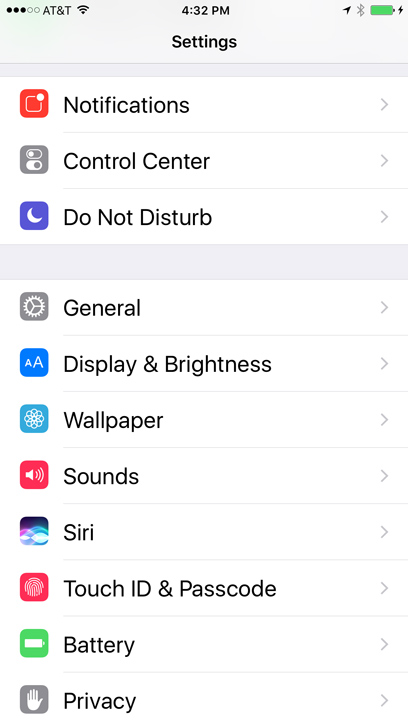 AT&T 4:32 PM
Settings
Notifications
Control Center
Do Not Disturb
General
AA Display & Brightness
Wallpaper
Sounds
Siri
Touch ID & Passcode
Battery
Privacy